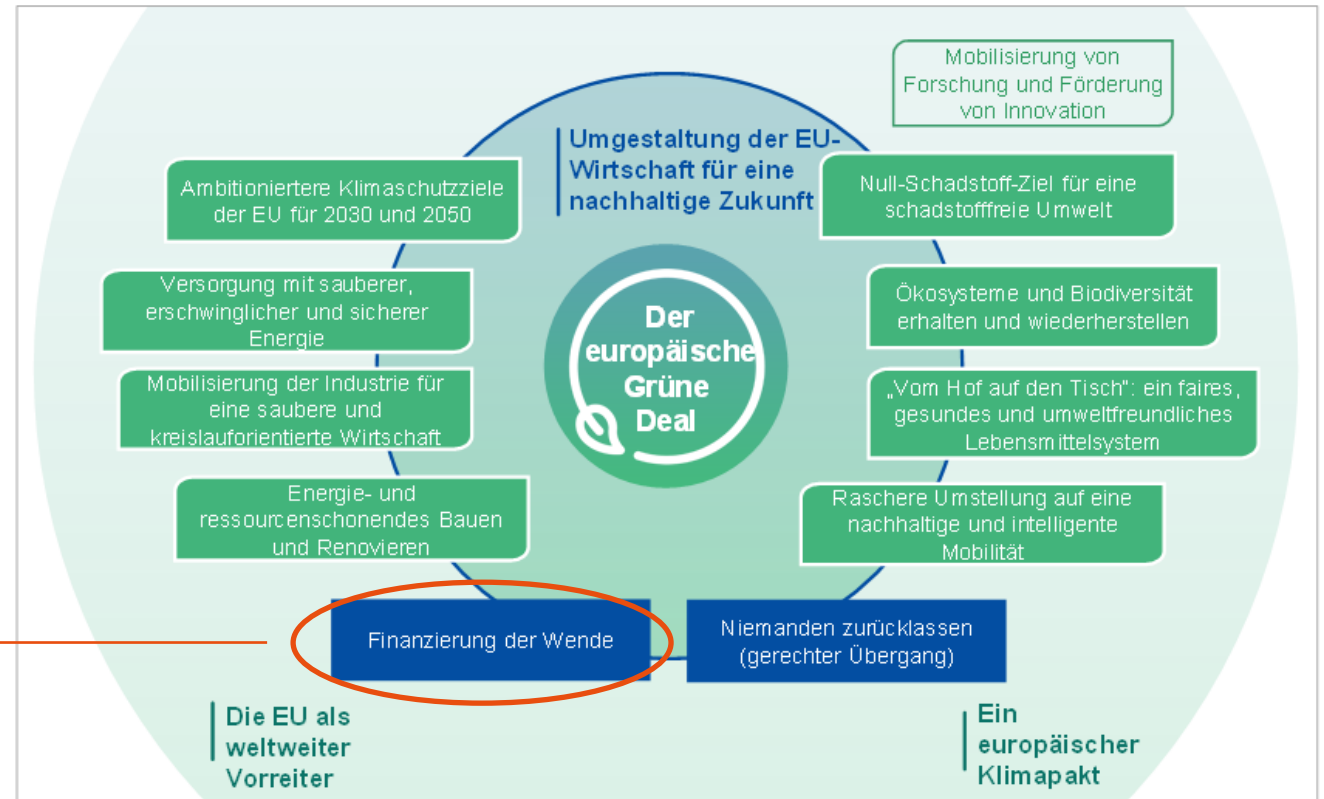 Mobilisierung von
Forschung und Förderung
von Innovation
Umgestaltung der EU-
Wirtschaft für eine
nachhaltige Zukunft
Ambitioniertere Klimaschutzziele
der EU für 2030 und 2050
Null-Schadstoff-Ziel für eine
schadstofffreie Umwelt
Versorgung mit sauberer,
erschwinglicher und sicherer
Energie
Ökosysteme und Biodiversität
erhalten und wiederherstellen
Der
europäische
Grüne
Deal
Mobilisierung der Industrie für
eine saubere und
kreislauforientierte Wirtschaft
„Vom Hof auf den Tisch“: ein faires,
gesundes und umweltfreundliches
Lebensmittelsystem
Energie- und
ressourcenschonendes Bauen
und Renovieren
Raschere Umstellung auf eine
nachhaltige und intelligente
Mobilität
Finanzierung der Wende
Niemanden zurücklassen
(gerechter Übergang)
Die EU als
weltweiter
Vorreiter
Ein
europäischer
Klimapakt